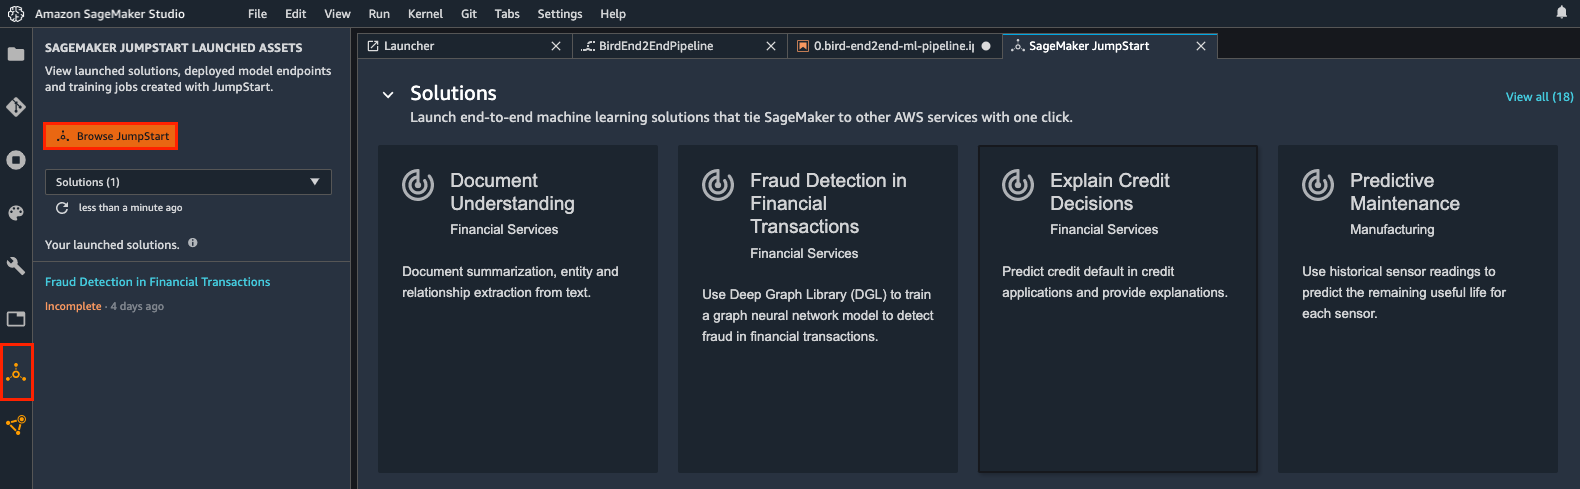 Amazon SageMaker Studio
File Edit View Run Kernel Git Tabs Settings Help
SAGEMAKER JUMPSTART LAUNCHED ASSETS
View launched solutions, deployed model endpoints
and training jobs created with JumpStart.
Browse JumpStart
Solutions (1)
less than a minute ago
Your launched solutions.
Fraud Detection in Financial Transactions
Incomplete · 4 days ago
Launcher
BirdEnd2EndPipeline
0.bird-end2end-ml-pipeline.ip
SageMaker JumpStart
Solutions
View all (18)
Launch end-to-end machine learning solutions that tie SageMaker to other AWS services with one click.
Document
Understanding
Financial Services
Document summarization, entity and
relationship extraction from text.
Fraud Detection in
Financial
Transactions
Financial Services
Use Deep Graph Library (DGL) to train
a graph neural network model to detect
fraud in financial transactions.
Explain Credit
Decisions
Financial Services
Predict credit default in credit
applications and provide explanations.
Predictive
Maintenance
Manufacturing
Use historical sensor readings to
predict the remaining useful life for
each sensor.